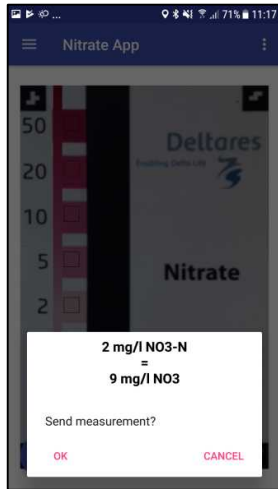 71% 11:17
Nitrate App
50
Deltares
Enabling Delta Life
20
10
5
Nitrate
2
2 mg/l NO3-N
=
9 mg/l NO3
Send measurement?
OK CANCEL